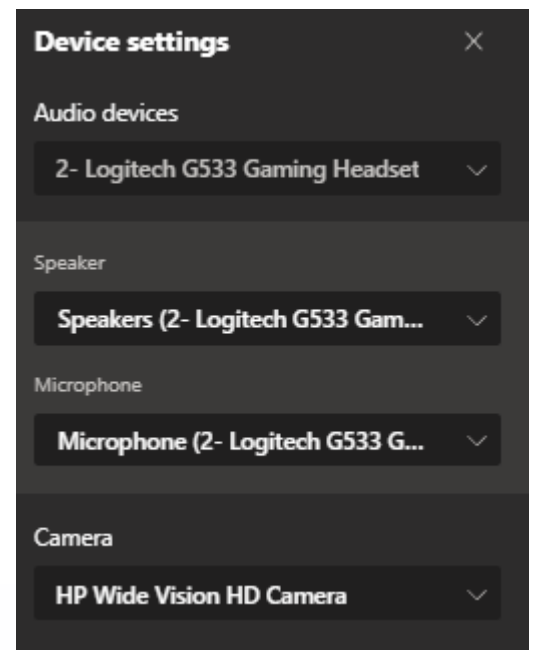 Device settings
Audio devices
2- Logitech G533 Gaming Headset
Speaker
Speakers (2- Logitech G533 Gam...
Microphone
Microphone (2- Logitech G533 G...
Camera
HP Wide Vision HD Camera